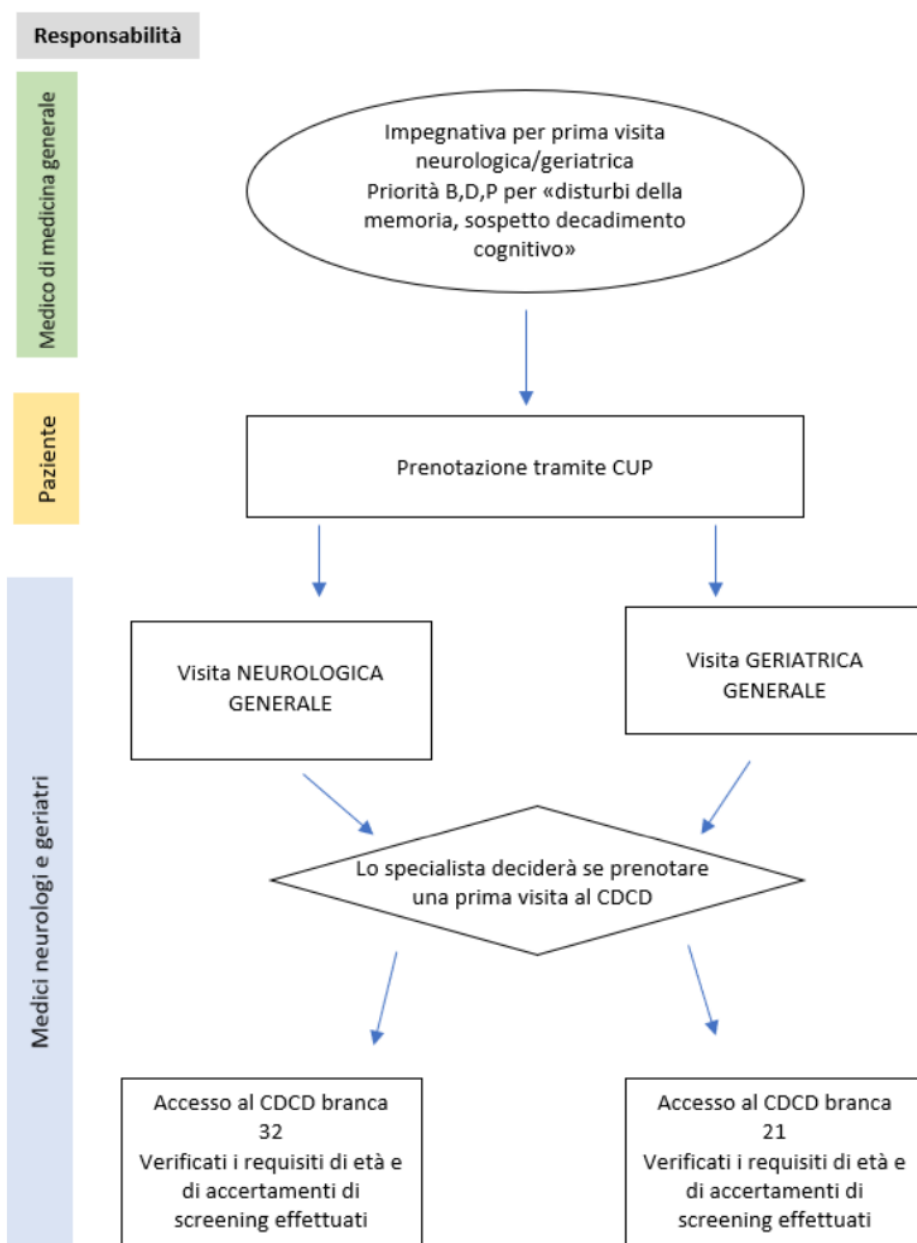 Responsabilità
Medico di medicina generale
Impegnativa per prima visita
neurologica/geriatrica
Priorità B,D,P per «disturbi della
memoria, sospetto decadimento
cognitivo»
Paziente
Prenotazione tramite CUP
Medici neurologi e geriatri
Visita NEUROLOGICA
GENERALE
Visita GERIATRICA
GENERALE
Lo specialista deciderà se prenotare
una prima visita al CDCD
Accesso al CDCD branca
32
Verificati i requisiti di età e
di accertamenti di
screening effettuati
Accesso al CDCD branca
21
Verificati i requisiti di età e
di accertamenti di
screening effettuati